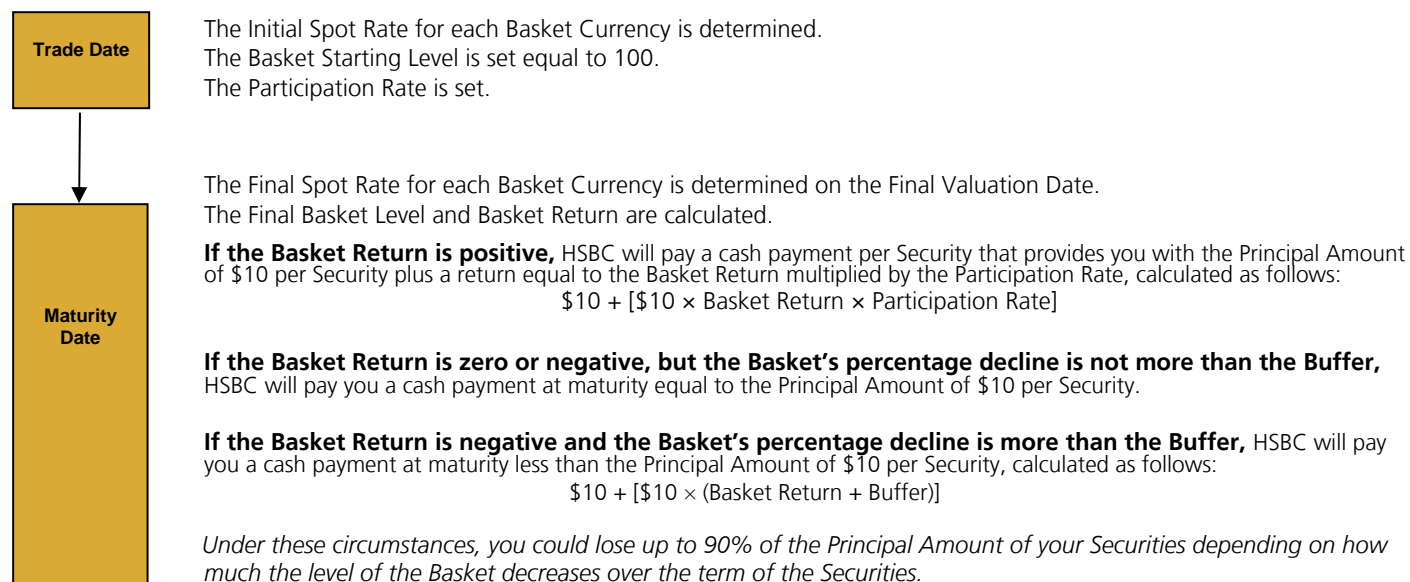 Trade Date
The Initial Spot Rate for each Basket Currency is determined.
The Basket Starting Level is set equal to 100.
The Participation Rate is set.
The Final Spot Rate for each Basket Currency is determined on the Final Valuation Date.
The Final Basket Level and Basket Return are calculated.
Maturity
Date
If the Basket Return is positive, HSBC will pay a cash payment per Security that provides you with the Principal Amount
of $10 per Security plus a return equal to the Basket Return multiplied by the Participation Rate, calculated as follows:
$10 + [$10 × Basket Return × Participation Rate]
If the Basket Return is zero or negative, but the Basket’s percentage decline is not more than the Buffer,
HSBC will pay you a cash payment at maturity equal to the Principal Amount of $10 per Security.
If the Basket Return is negative and the Basket’s percentage decline is more than the Buffer, HSBC will pay
you a cash payment at maturity less than the Principal Amount of $10 per Security, calculated as follows:
$10 + [$10 × (Basket Return + Buffer)]
Under these circumstances, you could lose up to 90% of the Principal Amount of your Securities depending on how
much the level of the Basket decreases over the term of the Securities.